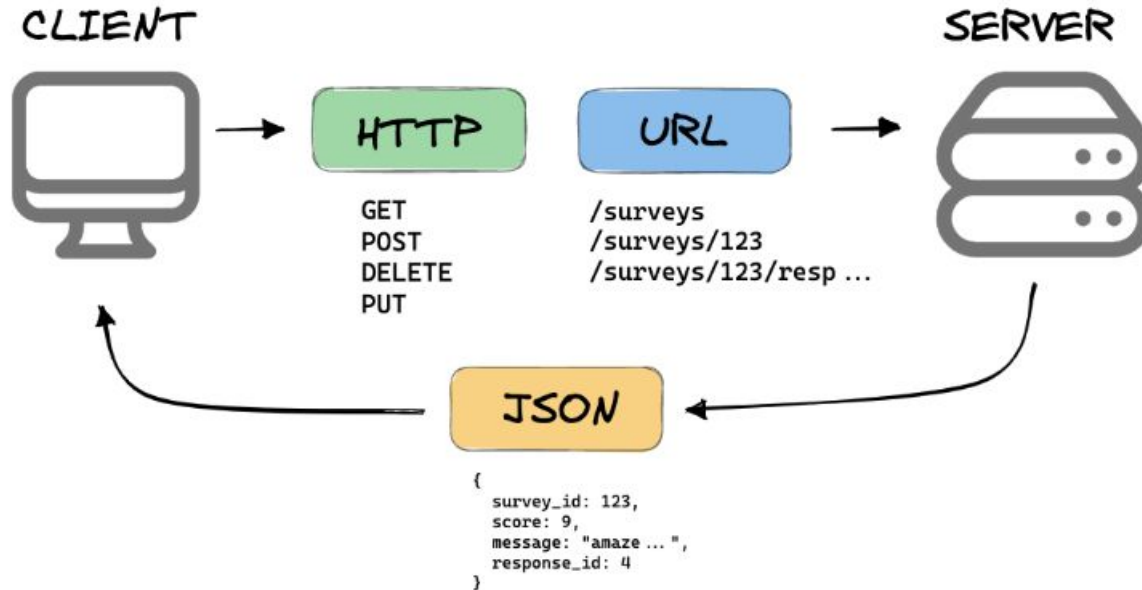 CLIENT
SERVER
HTTP
URL
GET
POST
DELETE
PUT
/surveys
/surveys/123
/surveys/123/resp ...
JSON
{
survey_id: 123,
score: 9,
message: "amaze ... ",
response_id: 4
}